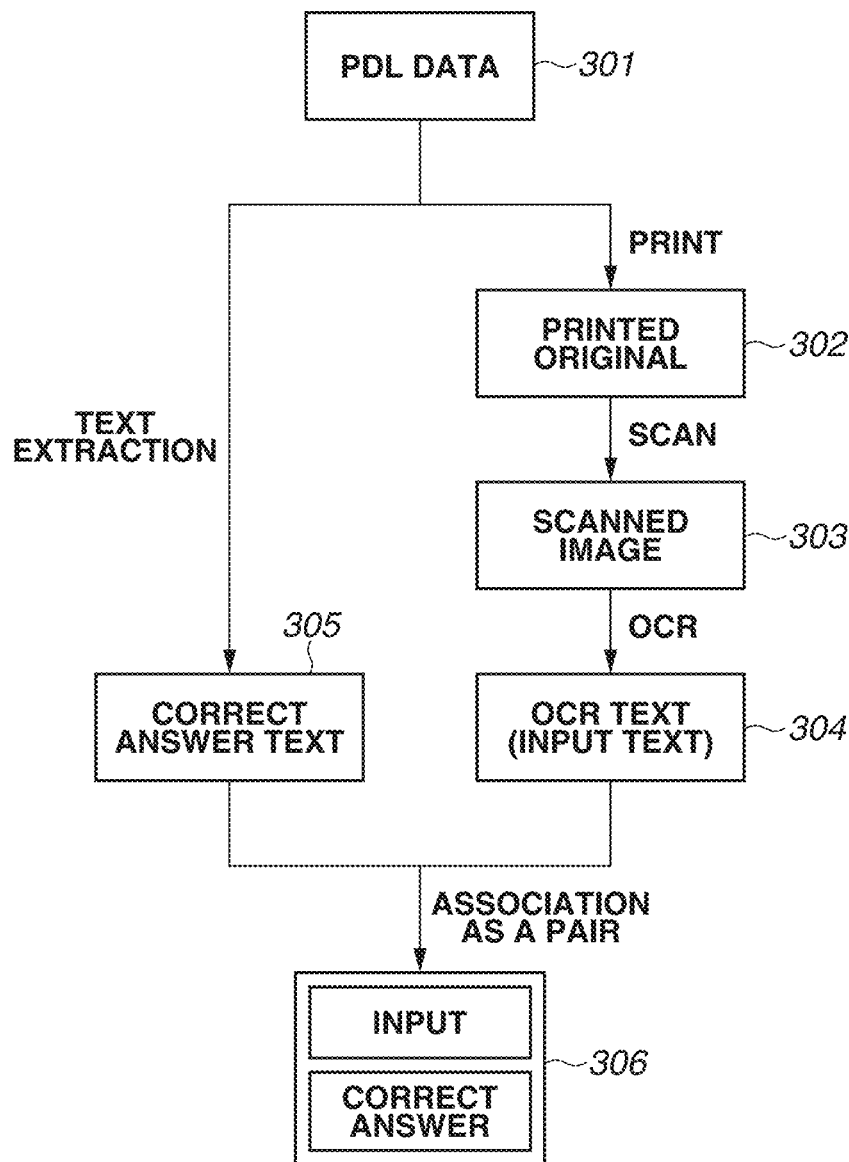 PDL DATA
301
PRINT
PRINTED
ORIGINAL
302
TEXT
EXTRACTION
SCAN
SCANNED
IMAGE
303
OCR
305
CORRECT
ANSWER TEXT
OCR TEXT
(INPUT TEXT)
304
ASSOCIATION
AS A PAIR
INPUT
306
CORRECT
ANSWER